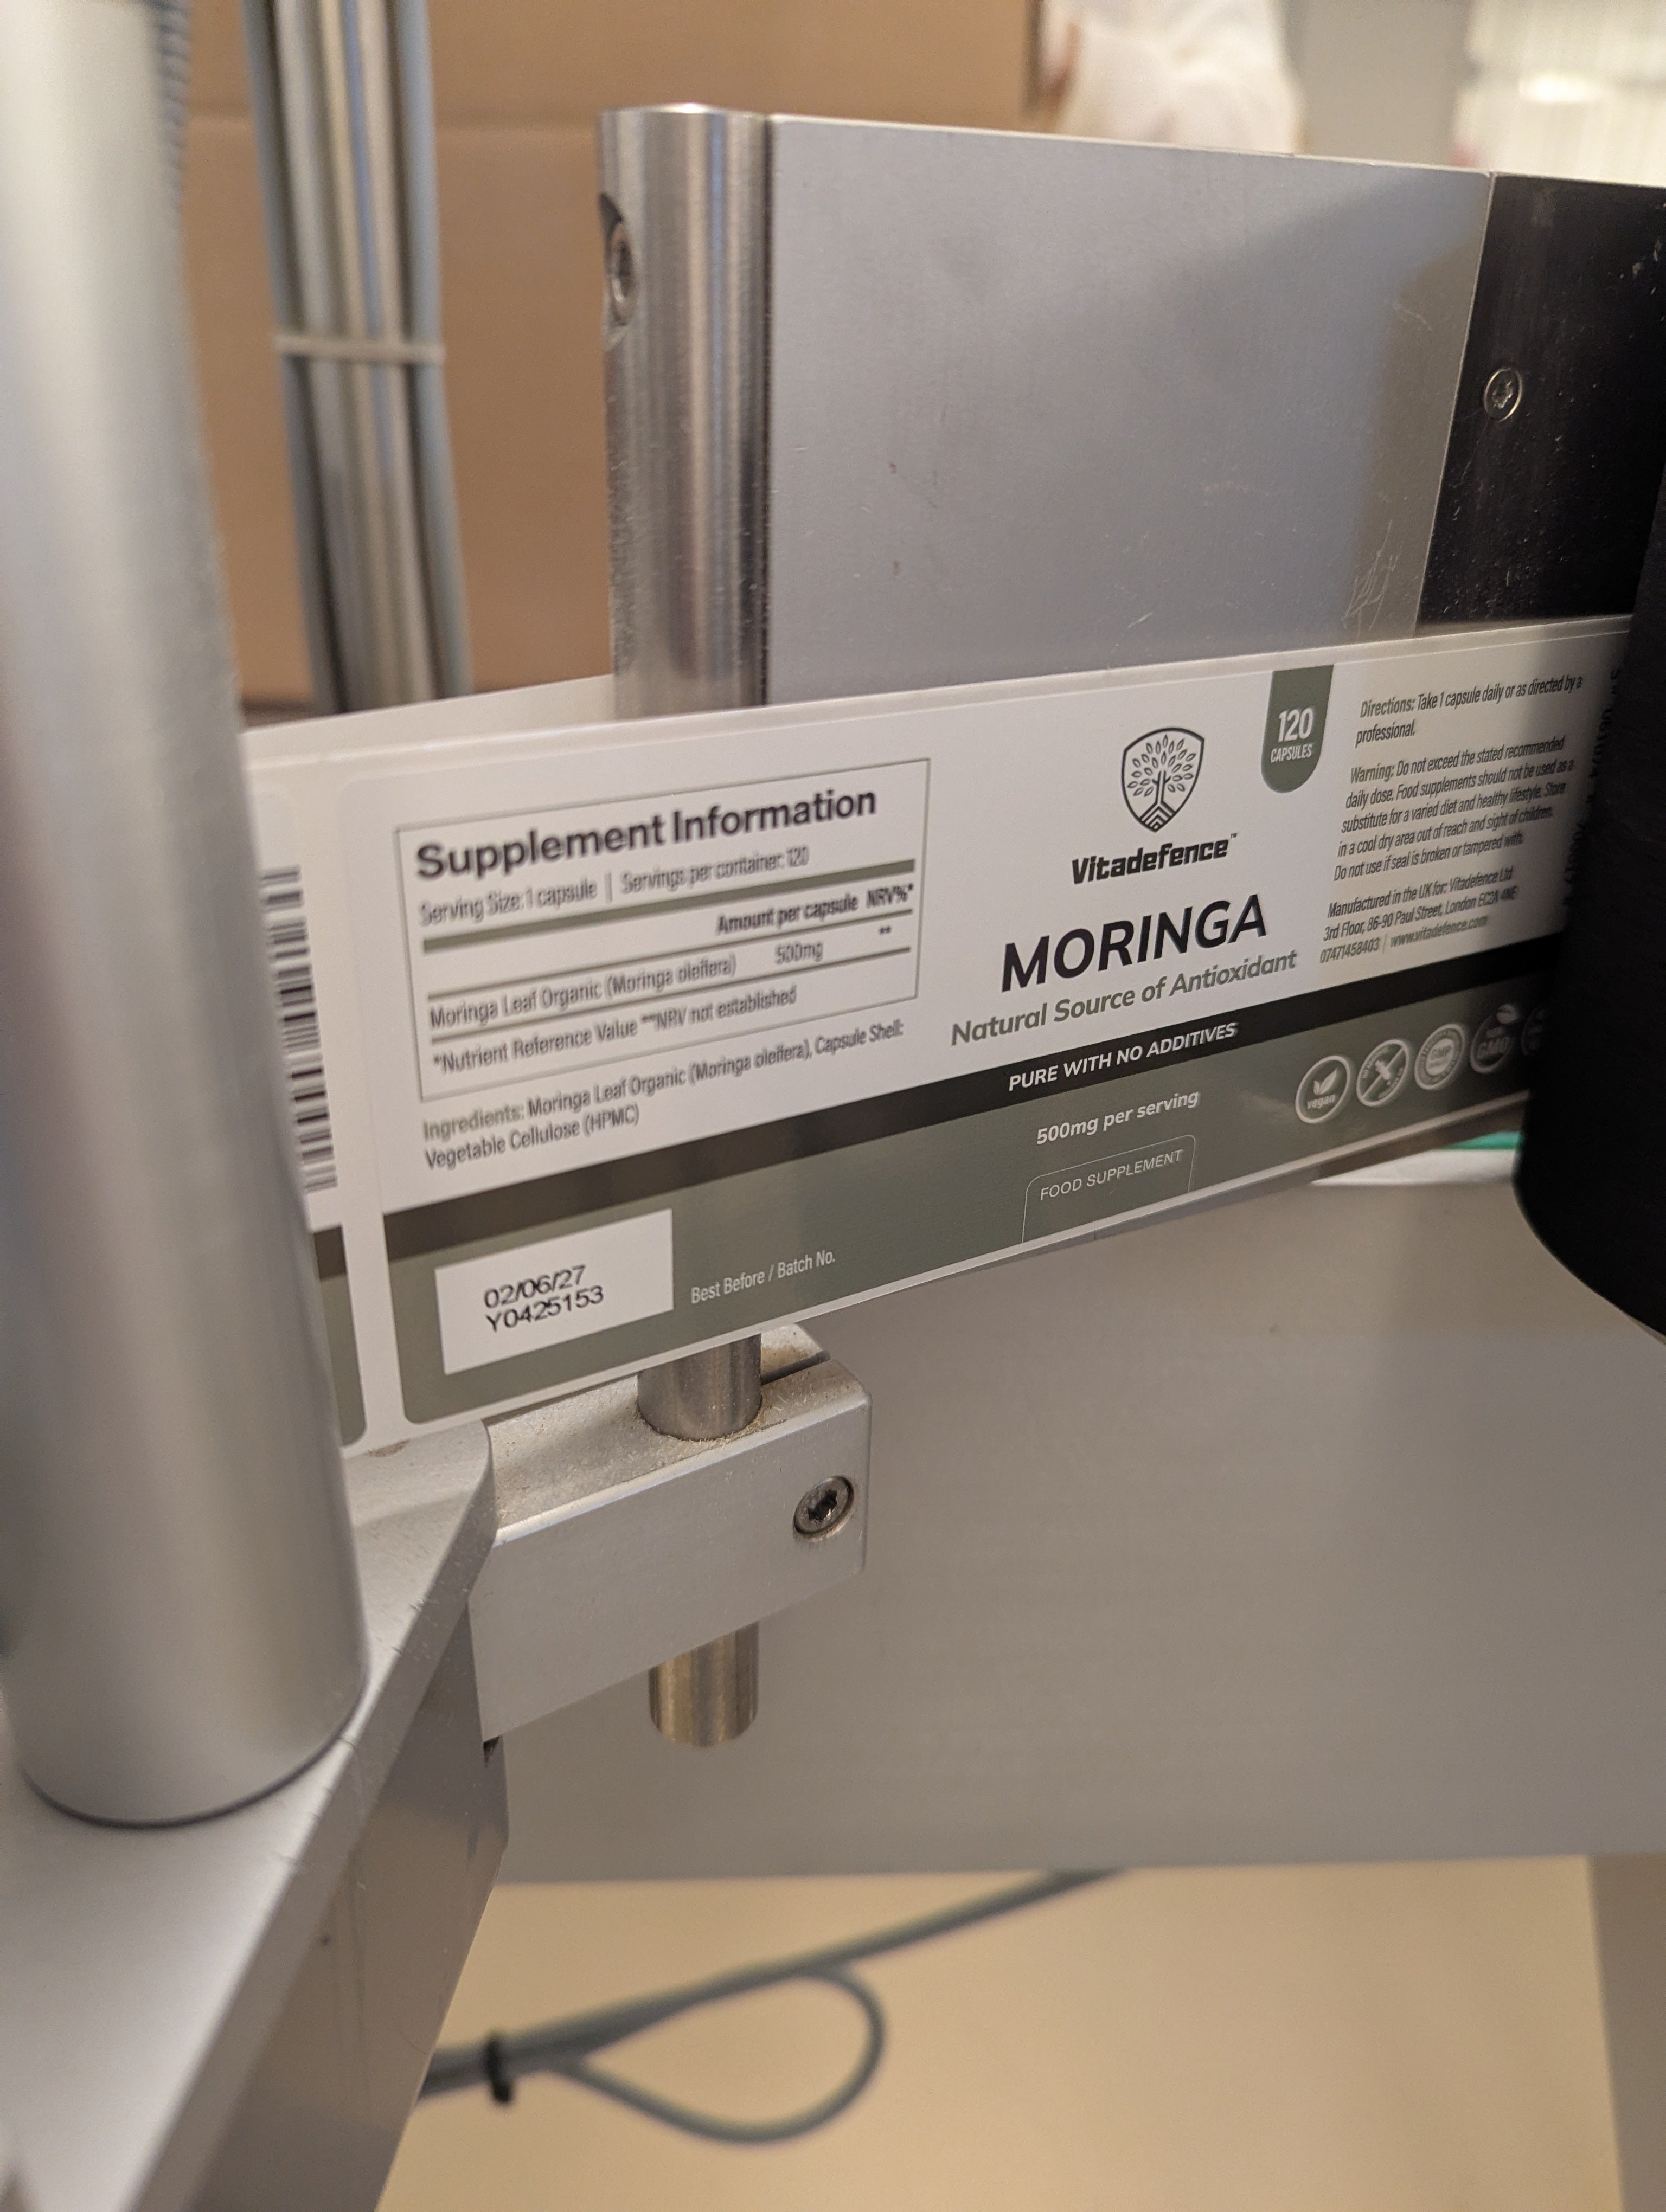 Supplement Information
Serving Size: 1 capsule | Servings per container: 120
Amount per capsule NRV%*
Moringa Leaf Organic (Moringa oleifera) 500mg **
*Nutrient Reference Value **NRV not established
Ingredients: Moringa Leaf Organic (Moringa oleifera), Capsule Shell:
Vegetable Cellulose (HPMC)
02/06/27
Y0425153
Best Before / Batch No.
Vitadefence™
MORINGA
Natural Source of Antioxidant
PURE WITH NO ADDITIVES
500mg per serving
FOOD SUPPLEMENT
120
CAPSULES
Directions: Take 1 capsule daily or as directed by a
professional.
Warning: Do not exceed the stated recommended
daily dose. Food supplements should not be used as a
substitute for a varied diet and healthy lifestyle. Store
in a cool dry area out of reach and sight of children.
Do not use if seal is broken or tampered with.
Manufactured in the UK for: Vitadefence Ltd
3rd Floor, 86-90 Paul Street, London EC2A 4NE
07471458403 | www.vitadefence.com
vegan
GMO